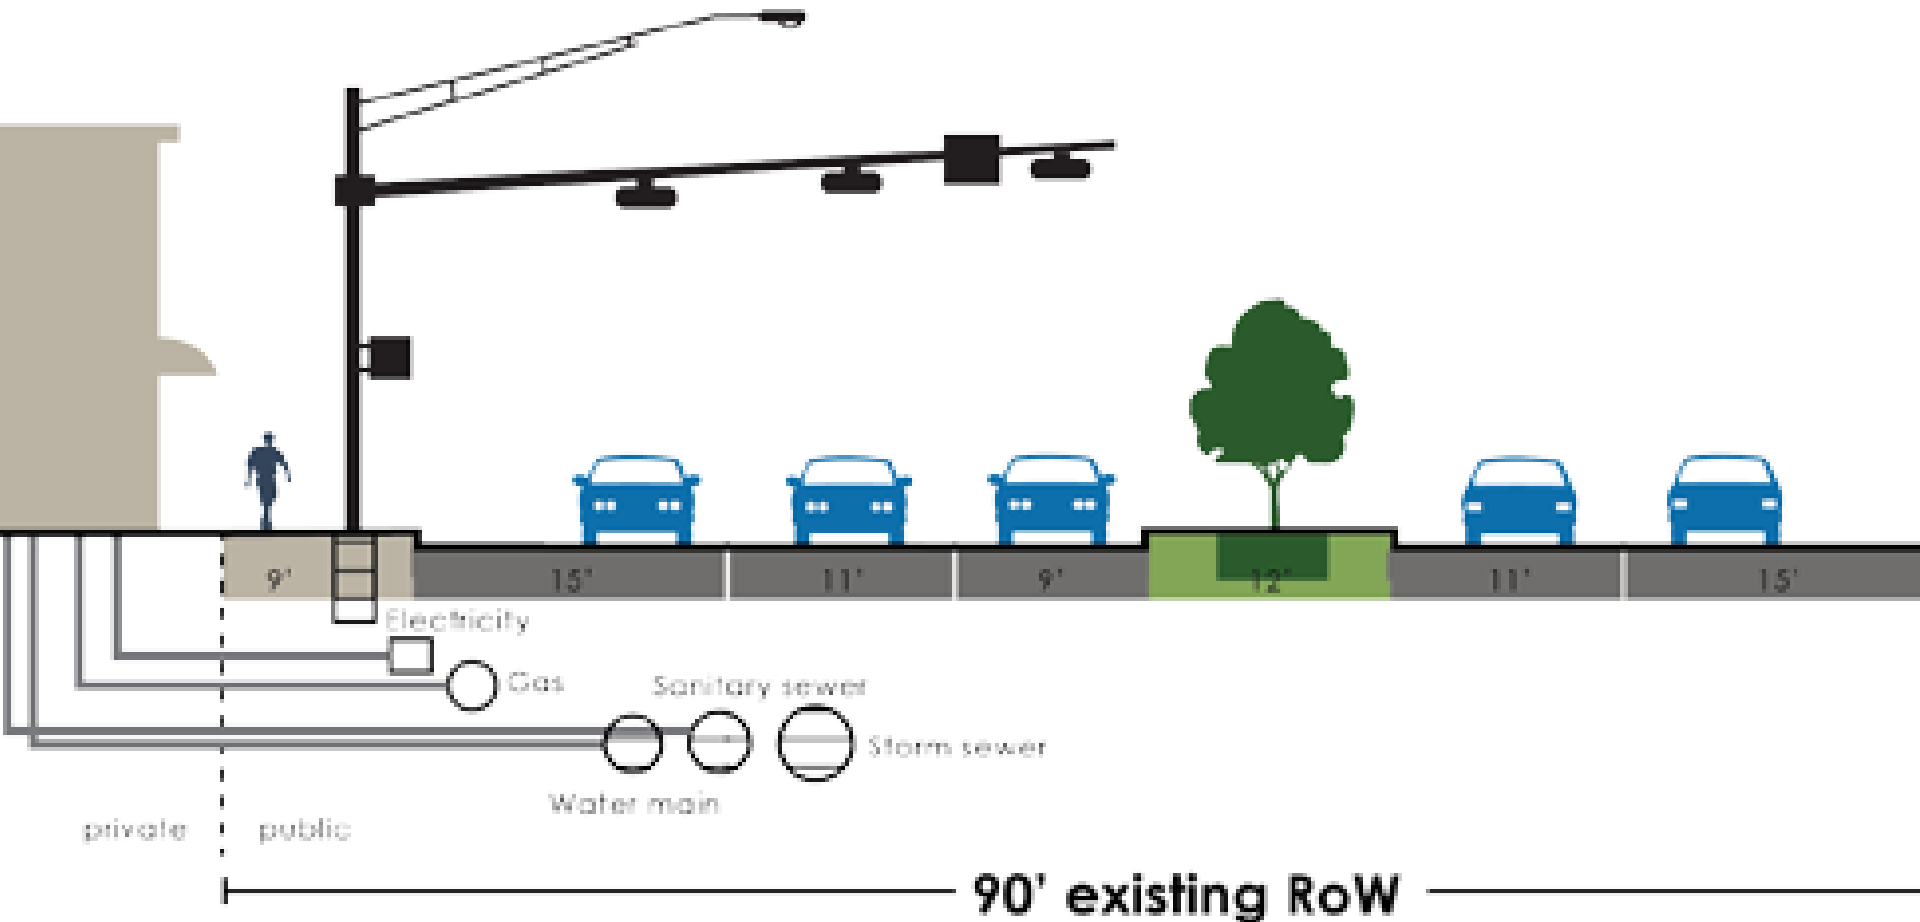 9' 15' 11' 9' 12' 11' 15'
Electricity
Gas
Sanitary sewer
Storm sewer
Water main
private public
90' existing RoW